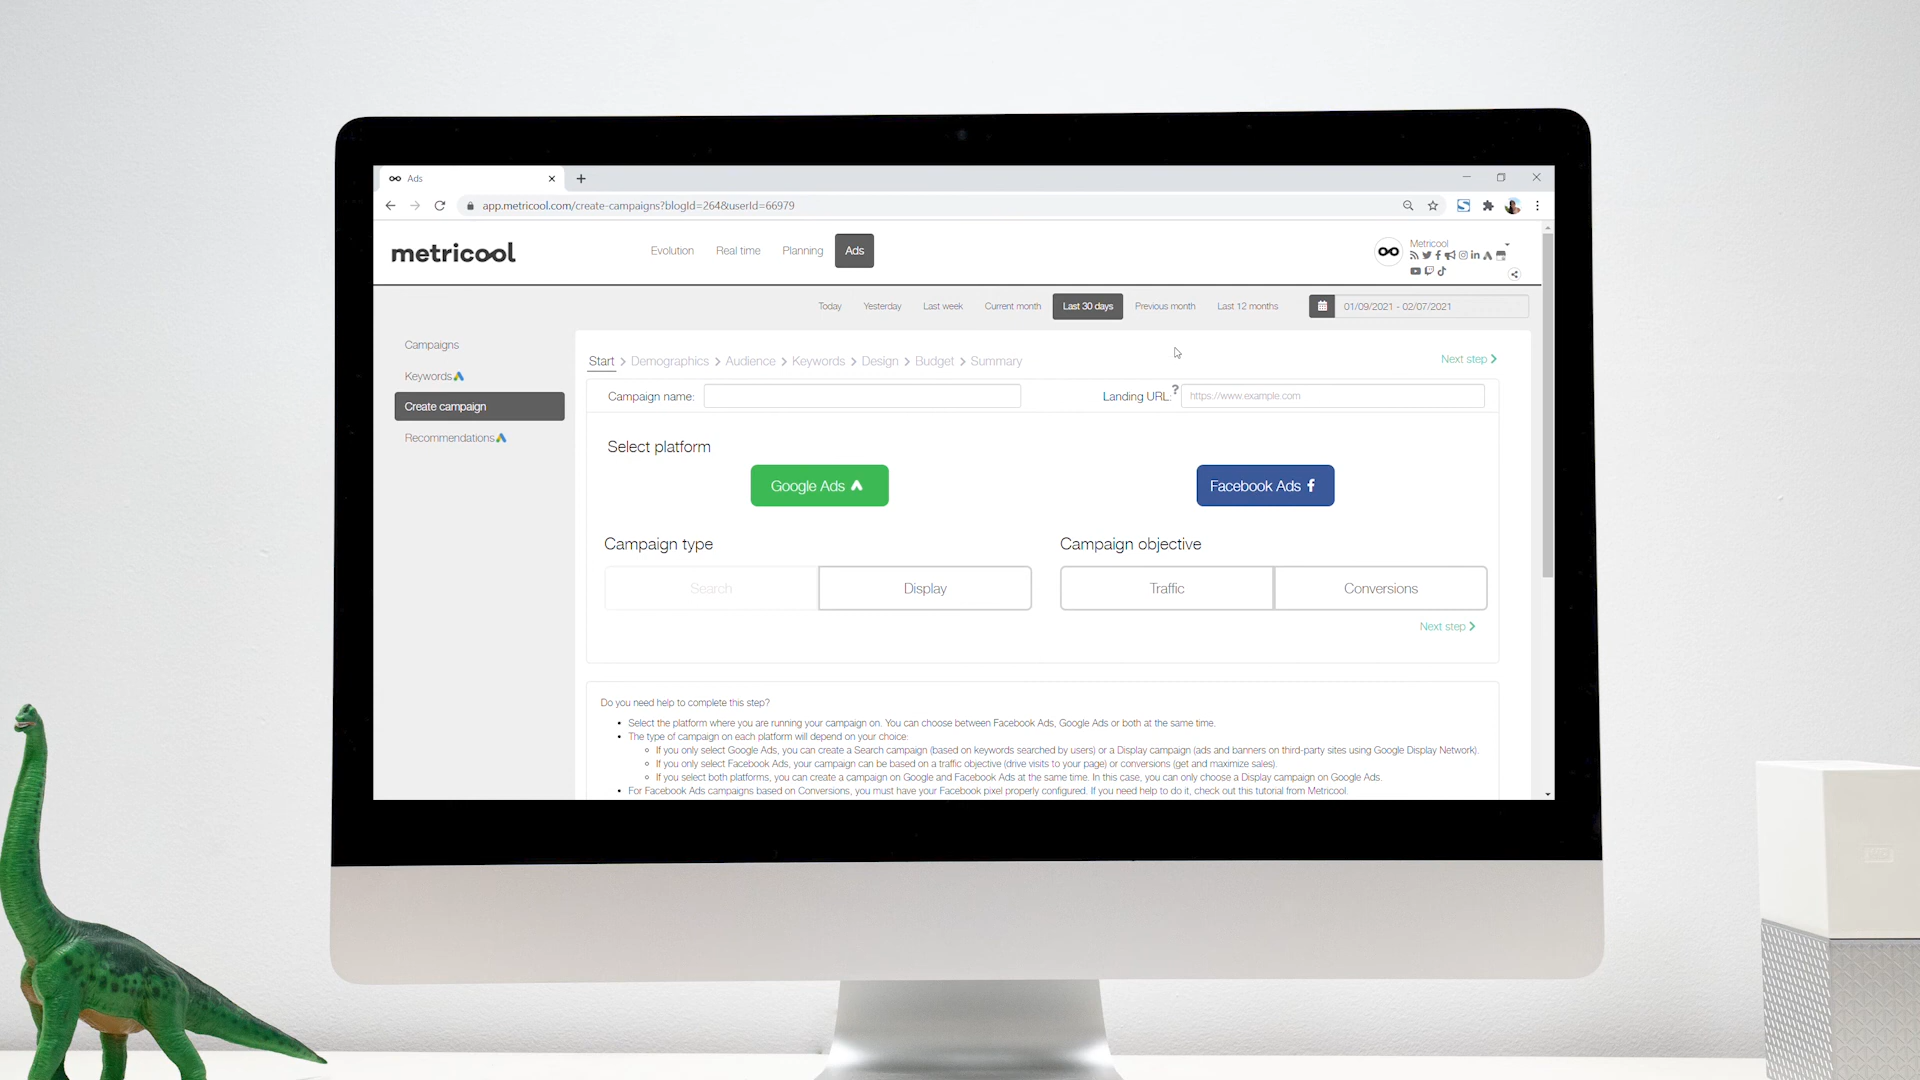 Ads
app.metricool.com/create-campaigns?blogId=264&userId=66979
metricool
Evolution Real time Planning Ads
Metricool
Today Yesterday Last week Current month Last 30 days Previous month Last 12 months 01/09/2021 - 02/07/2021
Campaigns
Keywords
Create campaign
Recommendations
Start > Demographics > Audience > Keywords > Design > Budget > Summary
Next step >
Campaign name:
Landing URL:? https://www.example.com
Select platform
Google Ads
Facebook Ads
Campaign type
Campaign objective
Search Display
Traffic Conversions
Next step >
Do you need help to complete this step?
• Select the platform where you are running your campaign on. You can choose between Facebook Ads, Google Ads or both at the same time.
• The type of campaign on each platform will depend on your choice:
◦ If you only select Google Ads, you can create a Search campaign (based on keywords searched by users) or a Display campaign (ads and banners on third-party sites using Google Display Network).
◦ If you only select Facebook Ads, your campaign can be based on a traffic objective (drive visits to your page) or conversions (get and maximize sales).
◦ If you select both platforms, you can create a campaign on Google and Facebook Ads at the same time. In this case, you can only choose a Display campaign on Google Ads.
• For Facebook Ads campaigns based on Conversions, you must have your Facebook pixel properly configured. If you need help to do it, check out this tutorial from Metricool.